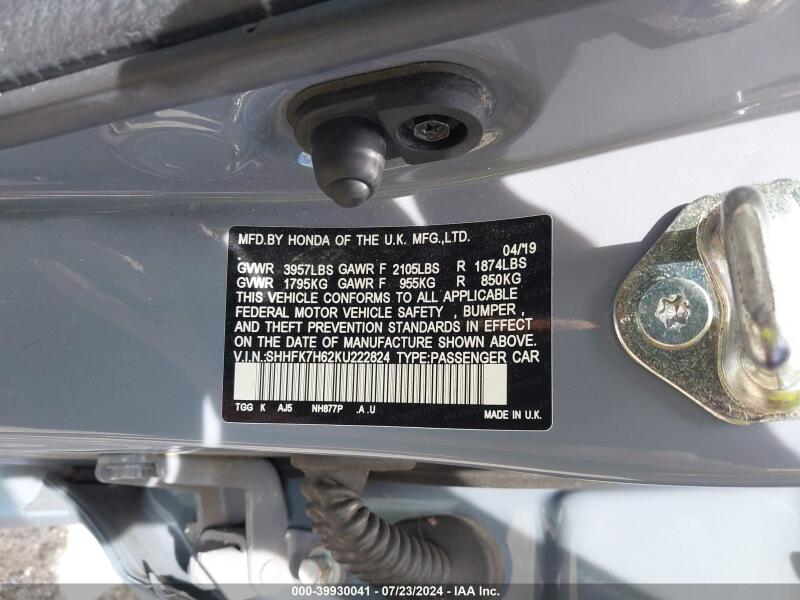 MFD.BY HONDA OF THE U.K. MFG.,LTD.
04/'19
GVWR 3957LBS GAWR F 2105LBS R 1874LBS
GVWR 1795KG GAWR F 955KG R 850KG
THIS VEHICLE CONFORMS TO ALL APPLICABLE
FEDERAL MOTOR VEHICLE SAFETY , BUMPER ,
AND THEFT PREVENTION STANDARDS IN EFFECT
ON THE DATE OF MANUFACTURE SHOWN ABOVE.
V.I.N.:SHHFK7H62KU222824 TYPE:PASSENGER CAR
TGG K AJ5 NH877P .A .U MADE IN U.K.
000-39930041 - 07/23/2024 - IAA Inc.